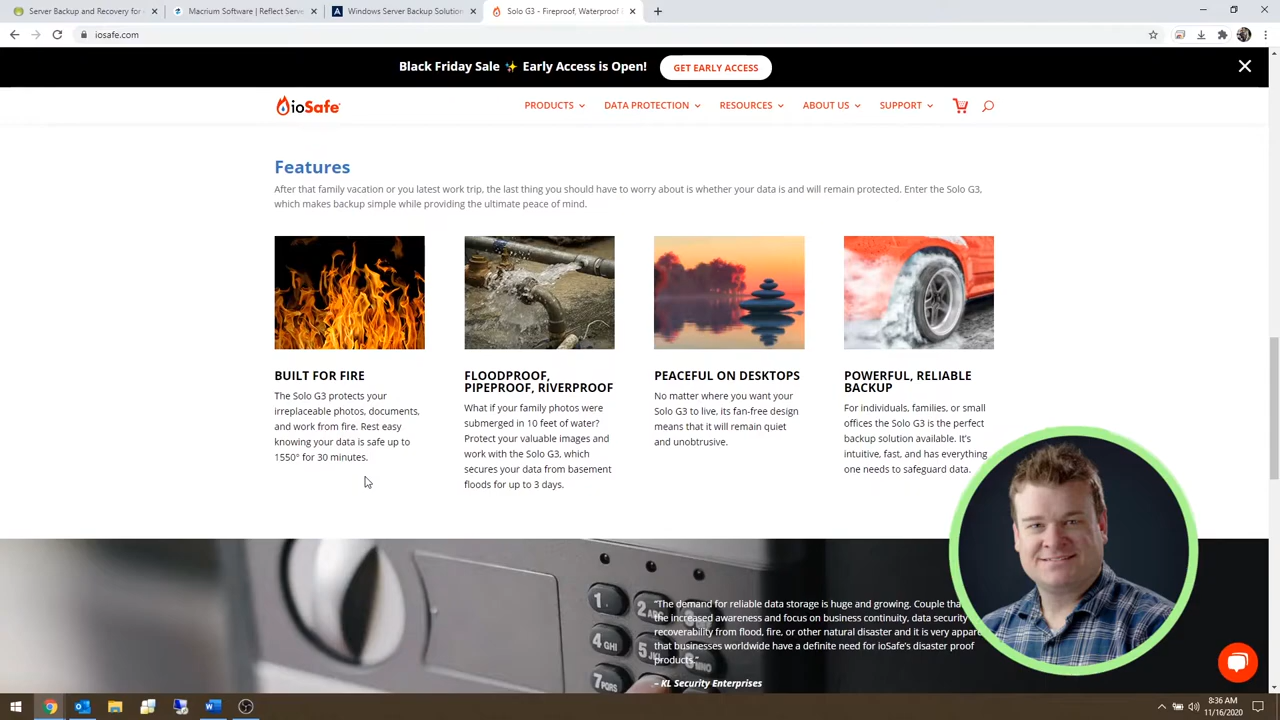 Server Backup and Recovery for
Macrium Software | Reflect Serve
Windows Server Backup Solution
Solo G3 – Fireproof, Waterproof
iosafe.com
Black Friday Sale ✨ Early Access is Open!
GET EARLY ACCESS
ioSafe
PRODUCTS
DATA PROTECTION
RESOURCES
ABOUT US
SUPPORT
Features
After that family vacation or you latest work trip, the last thing you should have to worry about is whether your data is and will remain protected. Enter the Solo G3,
which makes backup simple while providing the ultimate peace of mind.
BUILT FOR FIRE
The Solo G3 protects your
irreplaceable photos, documents,
and work from fire. Rest easy
knowing your data is safe up to
1550° for 30 minutes.
FLOODPROOF,
PIPEPROOF, RIVERPROOF
What if your family photos were
submerged in 10 feet of water?
Protect your valuable images and
work with the Solo G3, which
secures your data from basement
floods for up to 3 days.
PEACEFUL ON DESKTOPS
No matter where you want your
Solo G3 to live, its fan-free design
means that it will remain quiet
and unobtrusive.
POWERFUL, RELIABLE
BACKUP
For individuals, families, or small
offices the Solo G3 is the perfect
backup solution available. It's
intuitive, fast, and has everything
one needs to safeguard data.
1
2
4 GHI
5
7PQRS
"The demand for reliable data storage is huge and growing. Couple
the increased awareness and focus on business continuity, data security
recoverability from flood, fire, or other natural disaster and it is very
that businesses worldwide have a definite need for ioSafe's disaster proof
products."
– KL Security Enterprises
8:36 AM
11/16/2020